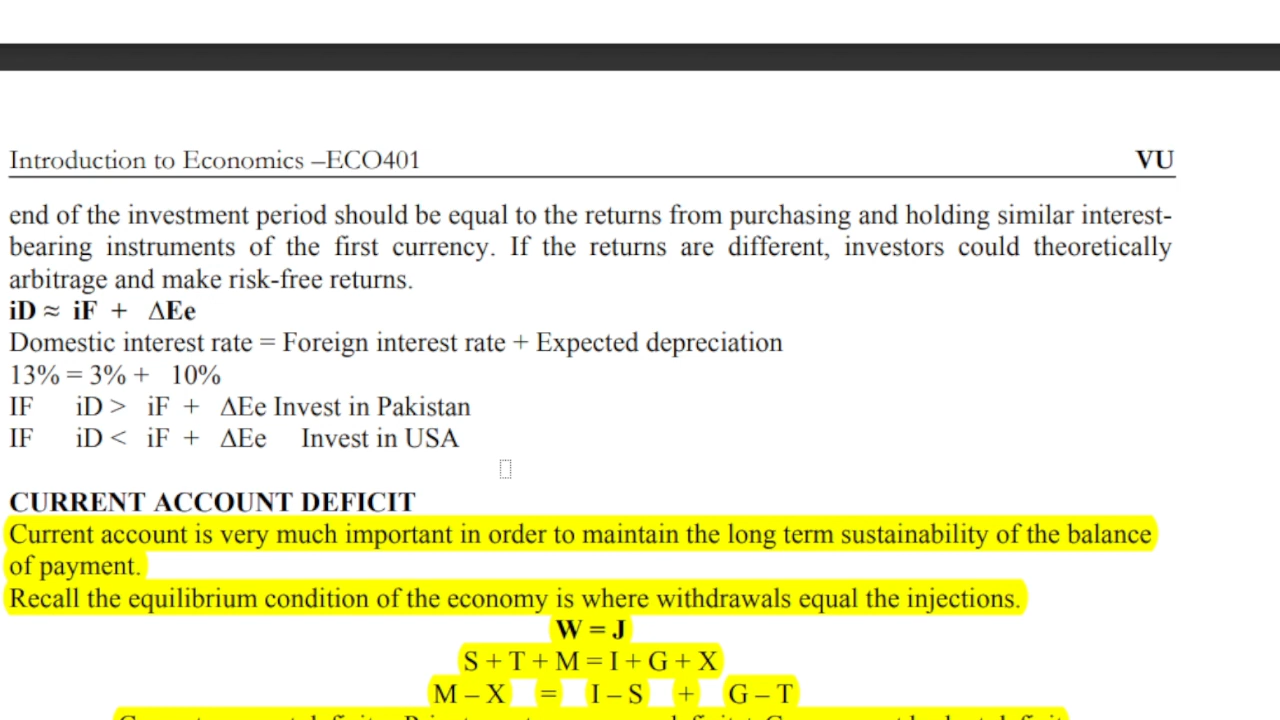 Introduction to Economics –ECO401 VU
end of the investment period should be equal to the returns from purchasing and holding similar interest-
bearing instruments of the first currency. If the returns are different, investors could theoretically
arbitrage and make risk-free returns.
iD ≈ iF + ΔEe
Domestic interest rate = Foreign interest rate + Expected depreciation
13% = 3% + 10%
IF iD > iF + ΔEe Invest in Pakistan
IF iD < iF + ΔEe Invest in USA
CURRENT ACCOUNT DEFICIT
Current account is very much important in order to maintain the long term sustainability of the balance
of payment.
Recall the equilibrium condition of the economy is where withdrawals equal the injections.
W = J
S + T + M = I + G + X
M – X = I – S + G – T